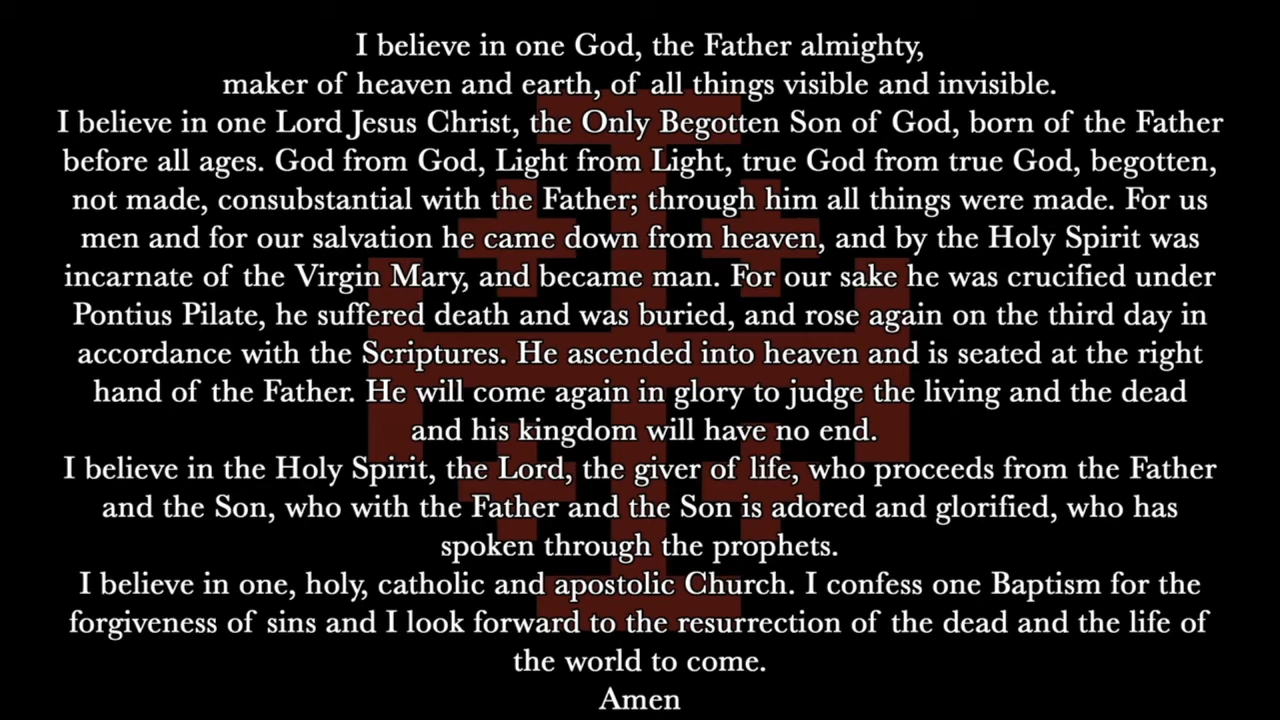 I believe in one God, the Father almighty,
maker of heaven and earth, of all things visible and invisible.
I believe in one Lord Jesus Christ, the Only Begotten Son of God, born of the Father
before all ages. God from God, Light from Light, true God from true God, begotten,
not made, consubstantial with the Father; through him all things were made. For us
men and for our salvation he came down from heaven, and by the Holy Spirit was
incarnate of the Virgin Mary, and became man. For our sake he was crucified under
Pontius Pilate, he suffered death and was buried, and rose again on the third day in
accordance with the Scriptures. He ascended into heaven and is seated at the right
hand of the Father. He will come again in glory to judge the living and the dead
and his kingdom will have no end.
I believe in the Holy Spirit, the Lord, the giver of life, who proceeds from the Father
and the Son, who with the Father and the Son is adored and glorified, who has
spoken through the prophets.
I believe in one, holy, catholic and apostolic Church. I confess one Baptism for the
forgiveness of sins and I look forward to the resurrection of the dead and the life of
the world to come.
Amen